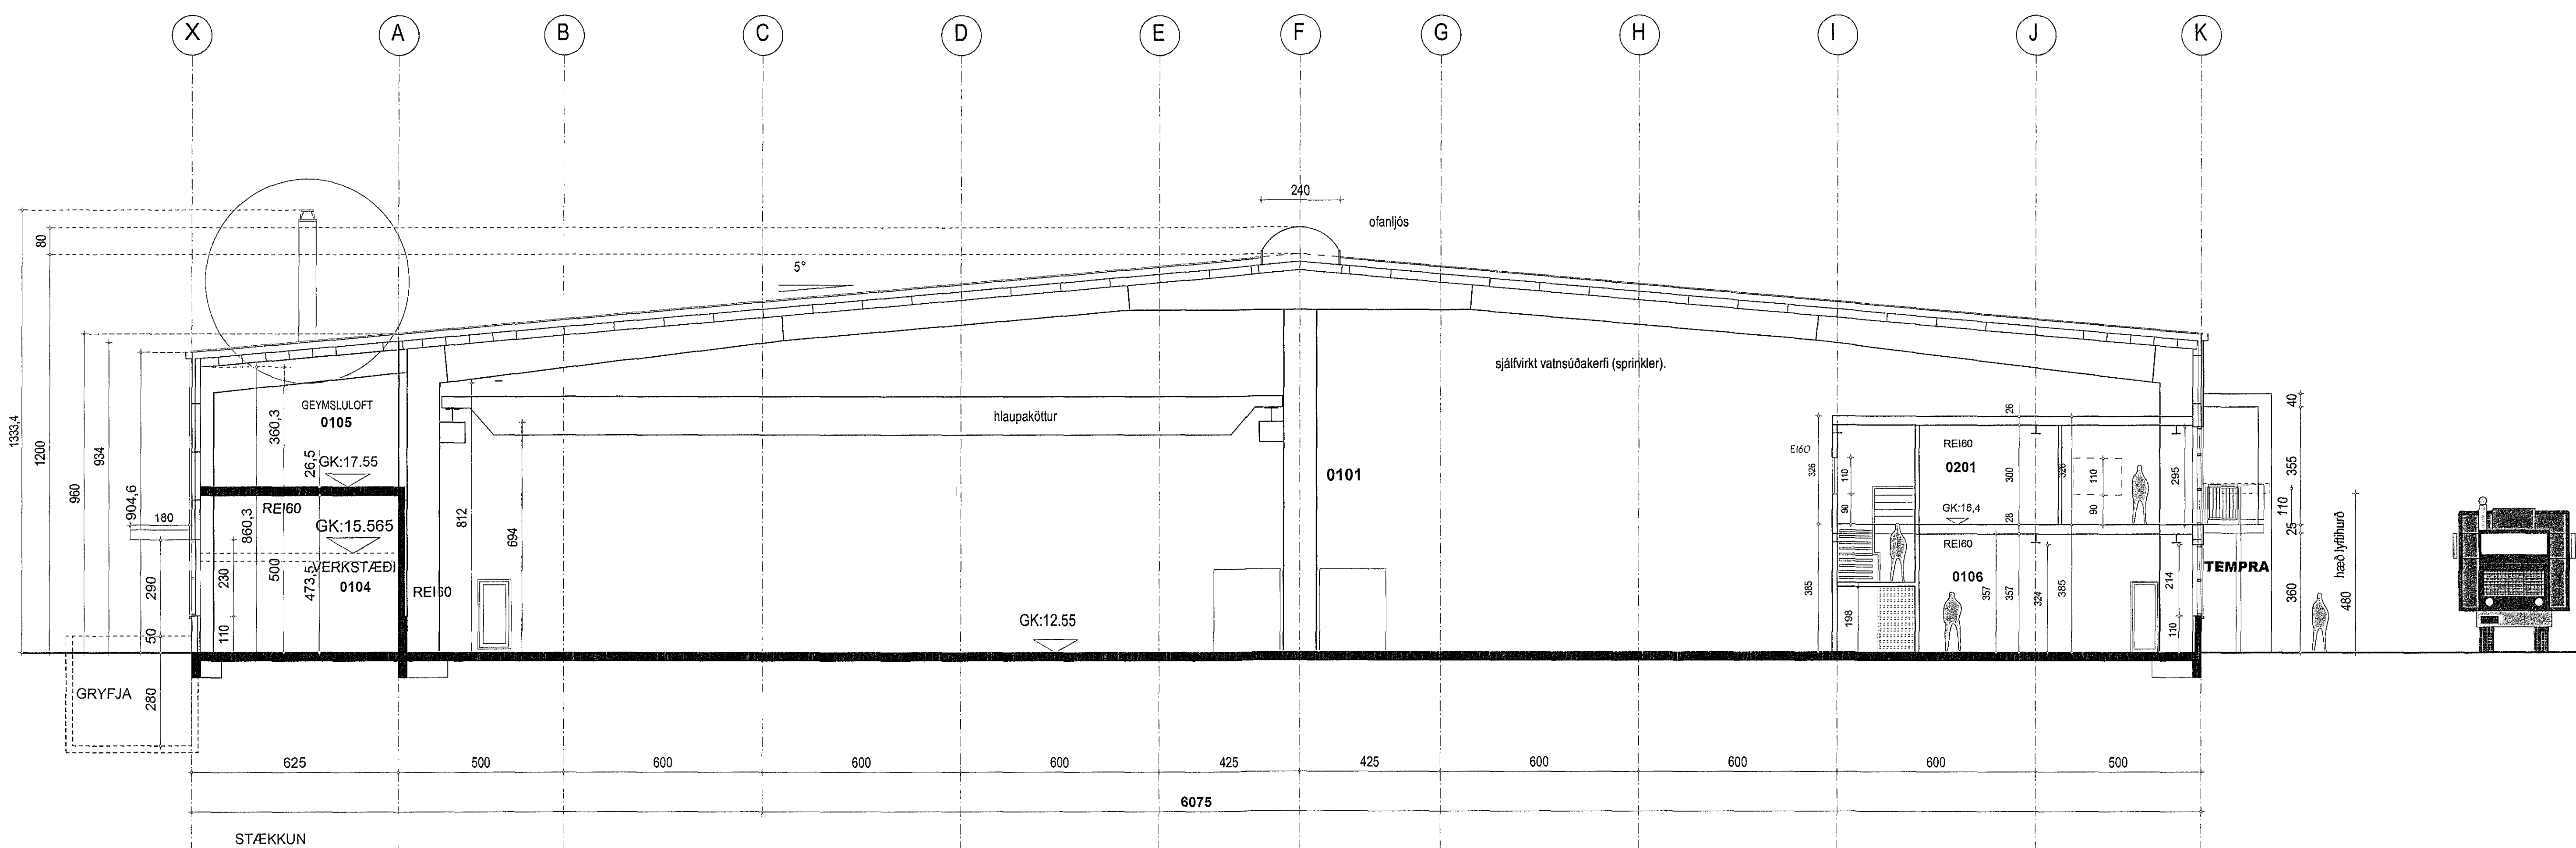 X A B C D E F G H I J K
240
ofanljós
80
5°
sjálfvirkt vatnsúðakerfi (sprinkler).
1333,4
1200
960
934
904,6
GEYMSLULOFT
0105
360,3
26,5
GK:17.55
REI60
860,3
GK:15.565
180
VERKSTÆÐI
0104
230
500
473,5
290
50
110
REI60
GRYFJA
280
812
694
hlaupaköttur
0101
GK:12.55
26
EI60
326
110
90
REI60
0201
300
326
110
90
295
GK:16,4
28
REI60
0106
385
198
357
357
324
385
214
110
TEMPRA
40
355
110
25
360
hæð lyftihurð
480
625 500 600 600 600 425 425 600 600 600 500
6075
STÆKKUN